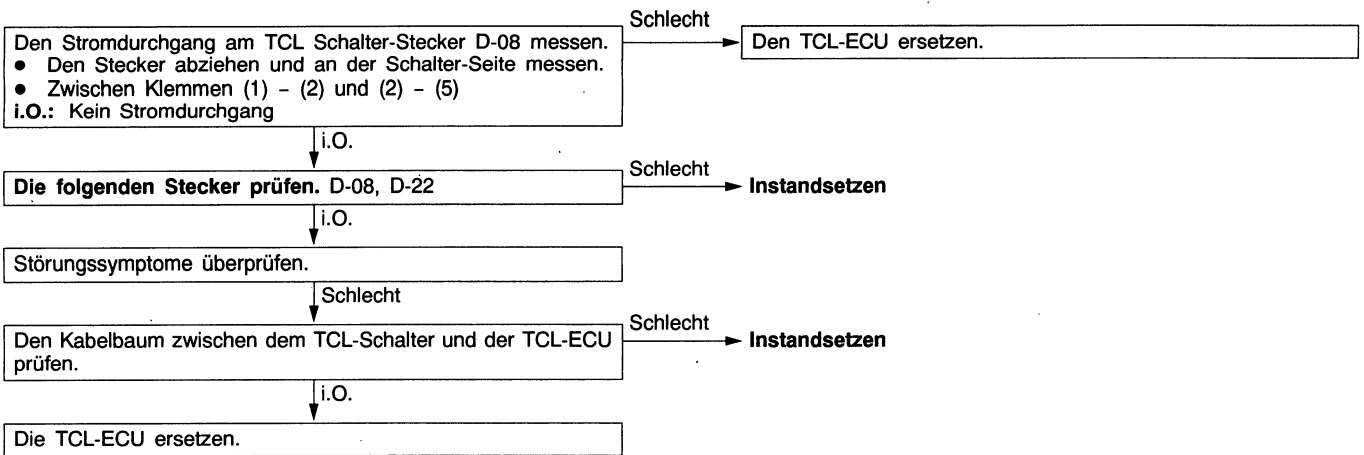 Schlecht
Den Stromdurchgang am TCL Schalter-Stecker D-08 messen.
● Den Stecker abziehen und an der Schalter-Seite messen.
● Zwischen Klemmen (1) – (2) und (2) – (5)
i.O.: Kein Stromdurchgang
Den TCL-ECU ersetzen.
i.O.
Die folgenden Stecker prüfen. D-08, D-22
Schlecht
Instandsetzen
i.O.
Störungssymptome überprüfen.
Schlecht
Den Kabelbaum zwischen dem TCL-Schalter und der TCL-ECU
prüfen.
Schlecht
Instandsetzen
i.O.
Die TCL-ECU ersetzen.